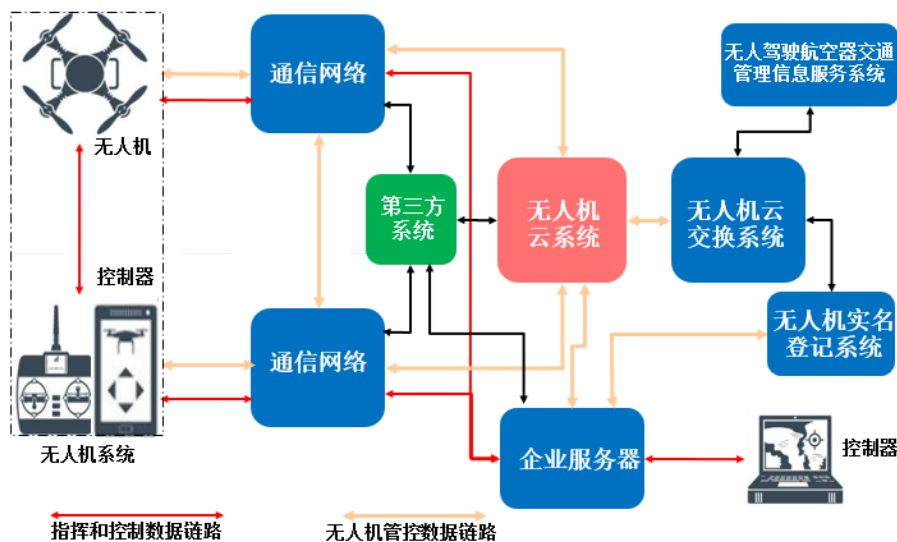 通信网络
无人驾驶航空器交通
管理信息服务系统
无人机
第三方
系统
无人机
云系统
无人机云
交换系统
控制器
通信网络
无人机实名
登记系统
无人机系统
企业服务器
控制器
指挥和控制数据链路
无人机管控数据链路